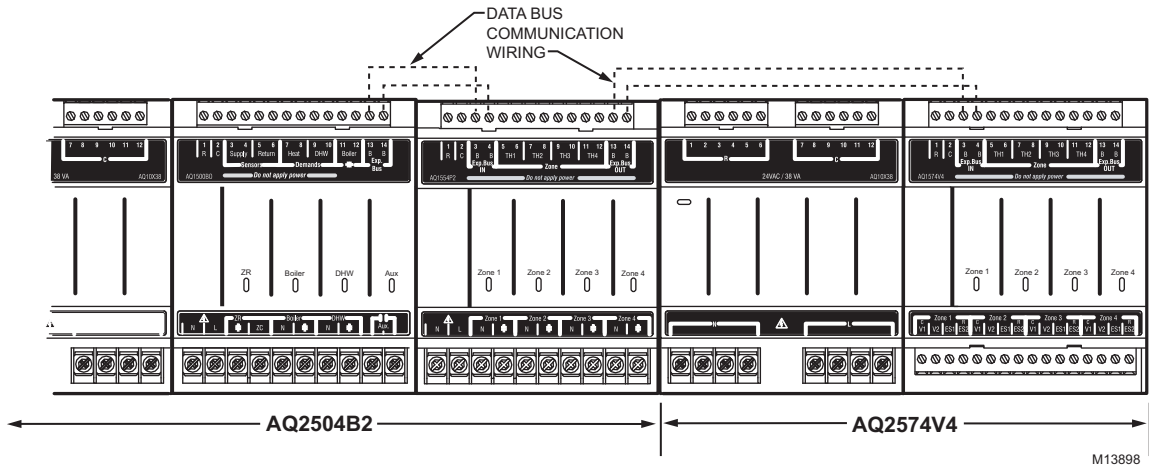 DATA BUS
COMMUNICATION
WIRING
7 8 9 10 11 12
C
38 VA
AQ10X38
1 2 3 4 5 6 7 8 9 10 11 12 13 14
R C Supply Return Heat DHW Boiler B B
Sensor Demands Exp.
Bus
AQ1500BQ Do not apply power
1 2 3 4 5 6 7 8 9 10 11 12 13 14
R C B B TH1 TH2 TH3 TH4 B B
Exp.Bus Zone Exp.Bus
IN OUT
AQ1554P2 Do not apply power
1 2 3 4 5 6 7 8 9 10 11 12
R C
24VAC / 38 VA AQ10X38
1 2 3 4 5 6 7 8 9 10 11 12 13 14
R C B B TH1 TH2 TH3 TH4 B B
Exp.Bus Zone Exp.Bus
IN OUT
AQ1574V4 Do not apply power
ZR Boiler DHW Aux
Zone 1 Zone 2 Zone 3 Zone 4
Zone 1 Zone 2 Zone 3 Zone 4
ZR Boiler DHW
N L ZC N N Aux.
Zone 1 Zone 2 Zone 3 Zone 4
N L N N N
Zone 1 Zone 2 Zone 3 Zone 4
V1 V2 ES1 ES2 V1 V2 ES1 ES2 V1 V2 ES1 ES2 V1 V2 ES1 ES2
AQ2504B2
AQ2574V4
M13898